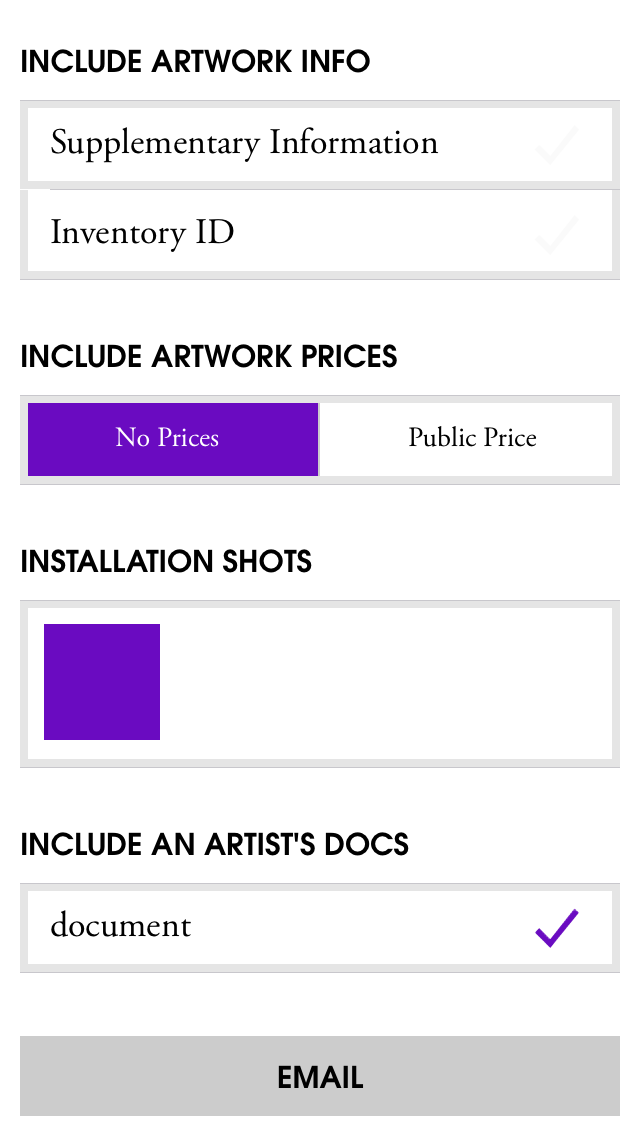 INCLUDE ARTWORK INFO
Supplementary Information
Inventory ID
INCLUDE ARTWORK PRICES
No Prices
Public Price
INSTALLATION SHOTS
INCLUDE AN ARTIST'S DOCS
document
EMAIL